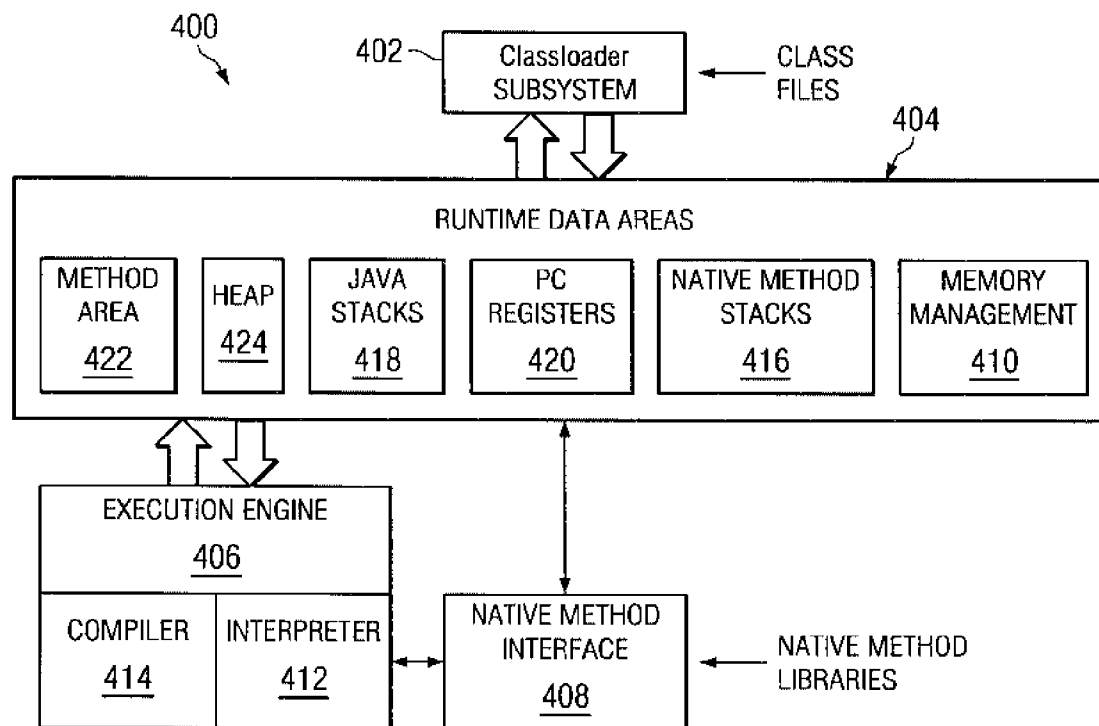 400
402
Classloader
SUBSYSTEM
CLASS
FILES
404
RUNTIME DATA AREAS
METHOD
AREA
422
HEAP
424
JAVA
STACKS
418
PC
REGISTERS
420
NATIVE METHOD
STACKS
416
MEMORY
MANAGEMENT
410
EXECUTION ENGINE
406
COMPILER
414
INTERPRETER
412
NATIVE METHOD
INTERFACE
408
NATIVE METHOD
LIBRARIES